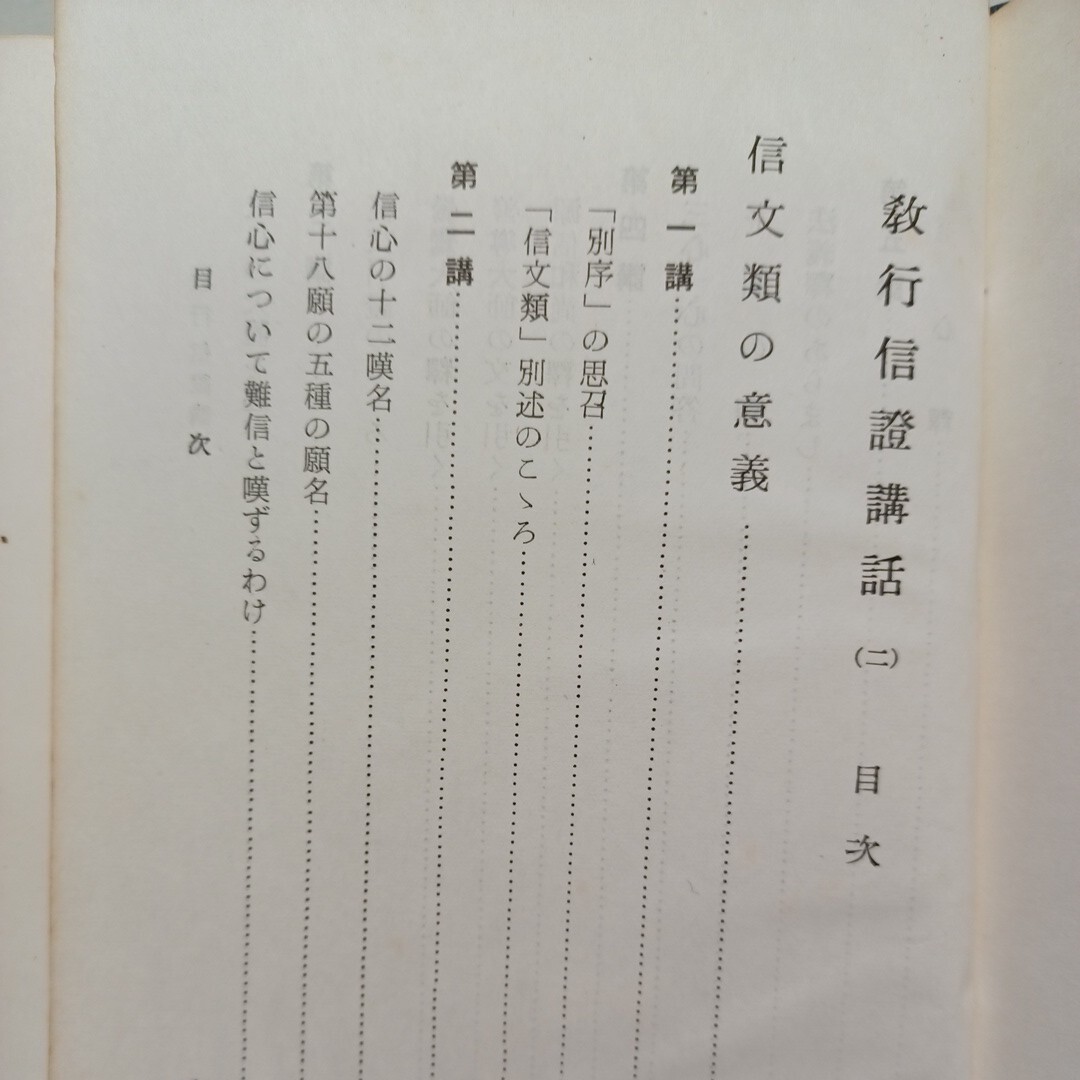 教行信證講話 (二) 目次
信文類の意義……………………
第一講……………………
「別序」の思召……………………
「信文類」別述のこゝろ……………………
第二講……………………
信心の十二嘆名……………………
第十八願の五種の願名……………………
信心について難信と嘆ずるわけ……………………
目次